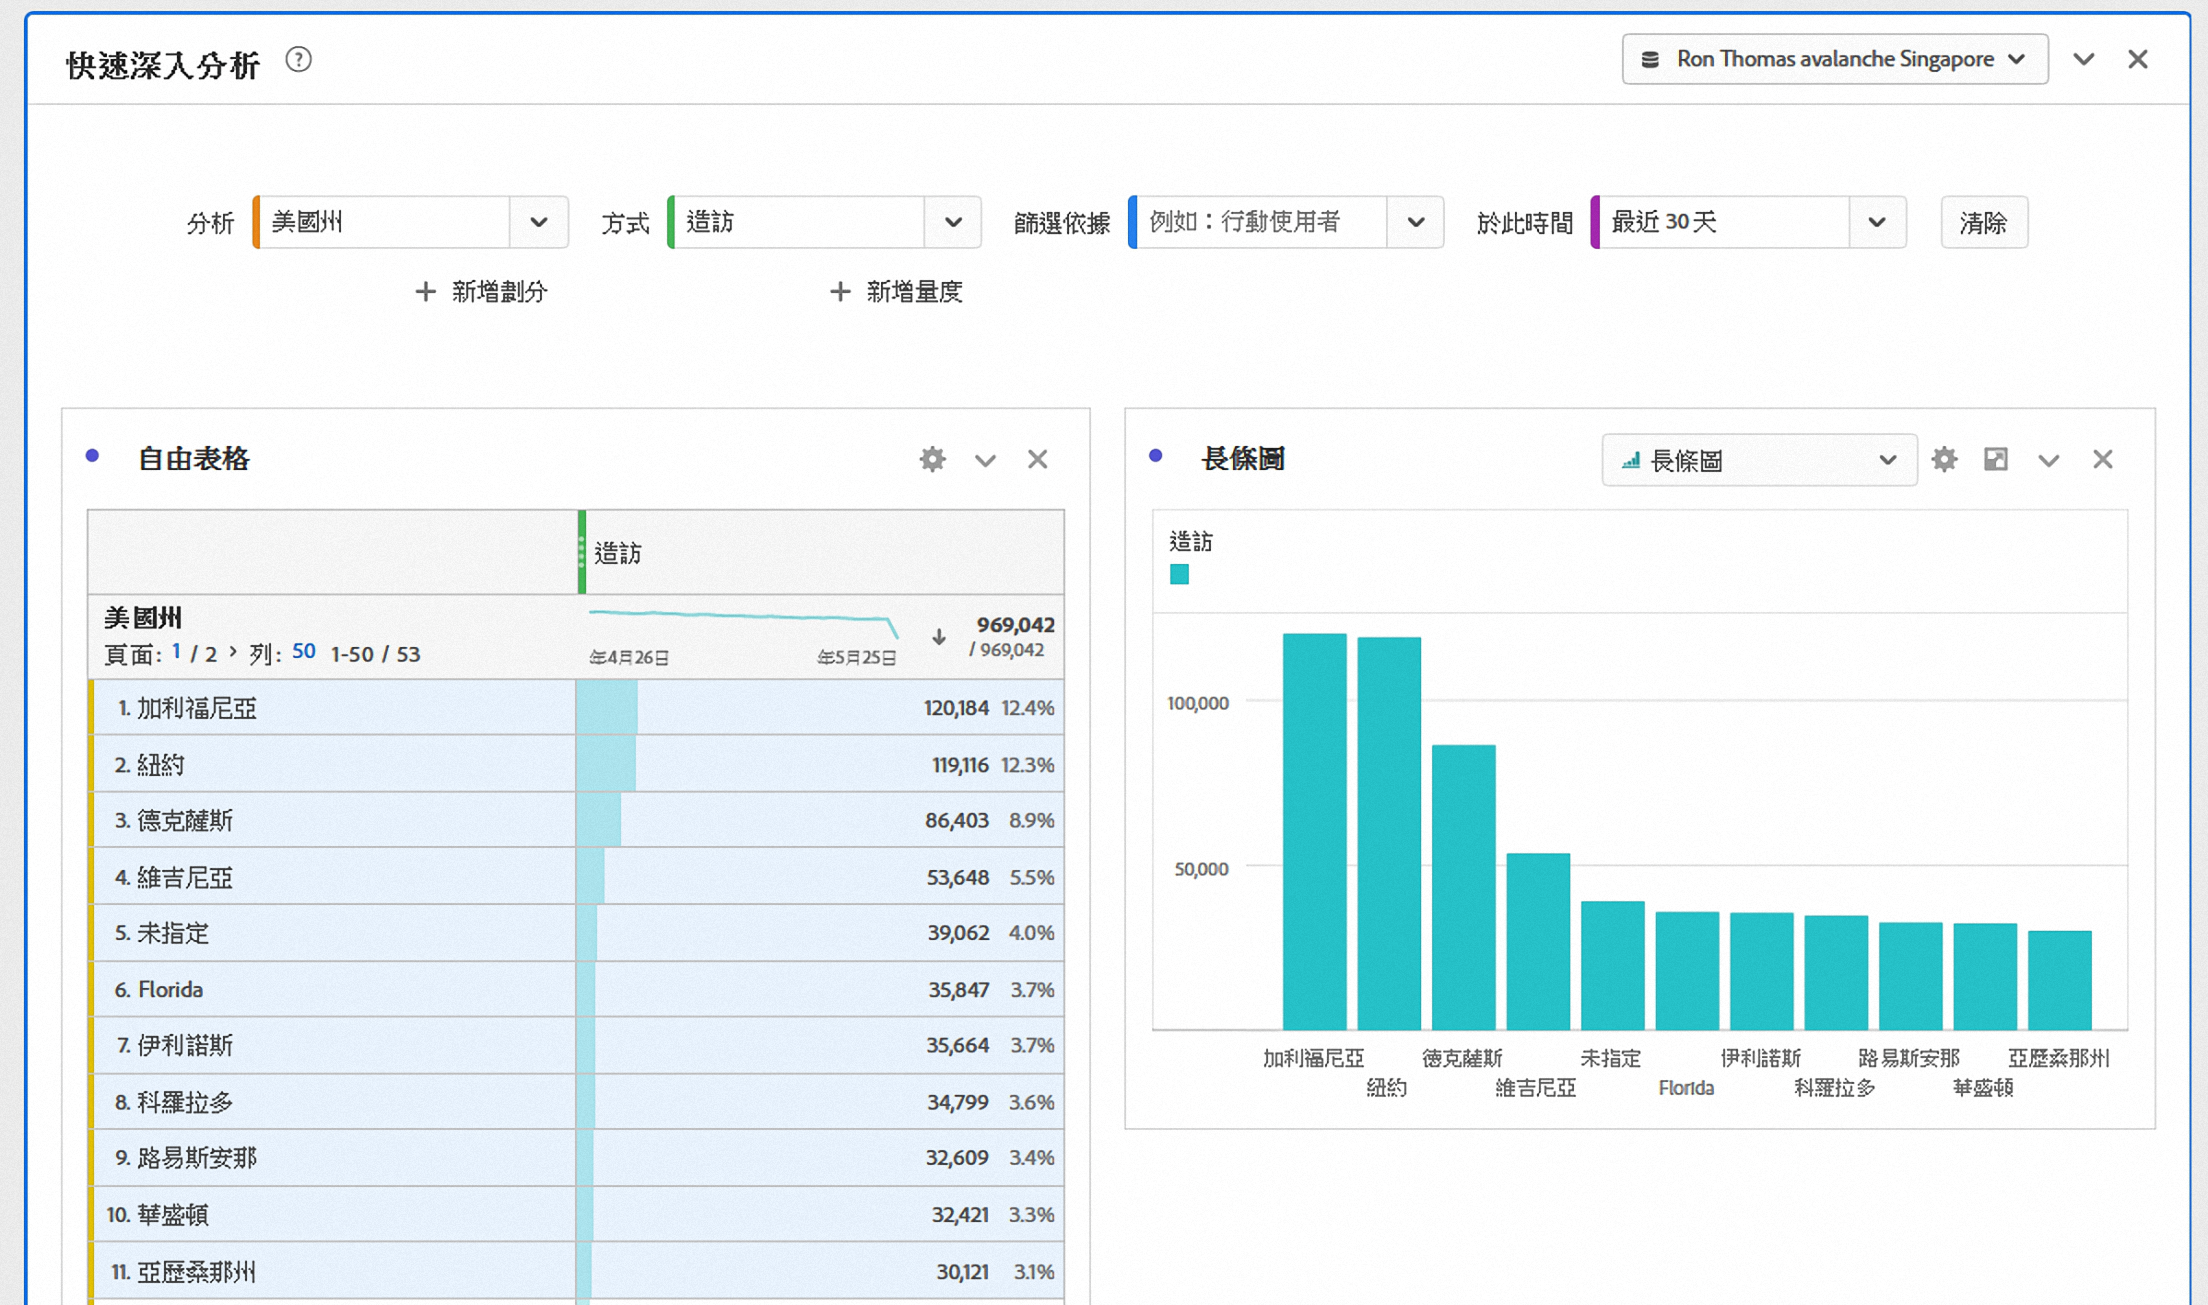 快速深入分析 ?
Ron Thomas avalanche Singapore
分析 美國州 方式 造訪 篩選依據 例如：行動使用者 於此時間 最近 30 天 清除
+ 新增劃分 + 新增量度
自由表格
造訪
美國州
頁面: 1 / 2 > 列: 50 1-50 / 53
年4月26日 年5月25日
969,042
/ 969,042
1. 加利福尼亞 120,184 12.4%
2. 紐約 119,116 12.3%
3. 德克薩斯 86,403 8.9%
4. 維吉尼亞 53,648 5.5%
5. 未指定 39,062 4.0%
6. Florida 35,847 3.7%
7. 伊利諾斯 35,664 3.7%
8. 科羅拉多 34,799 3.6%
9. 路易斯安那 32,609 3.4%
10. 華盛頓 32,421 3.3%
11. 亞歷桑那州 30,121 3.1%
長條圖 長條圖
造訪
100,000
50,000
加利福尼亞 德克薩斯 未指定 伊利諾斯 路易斯安那 亞歷桑那州
紐約 維吉尼亞 Florida 科羅拉多 華盛頓